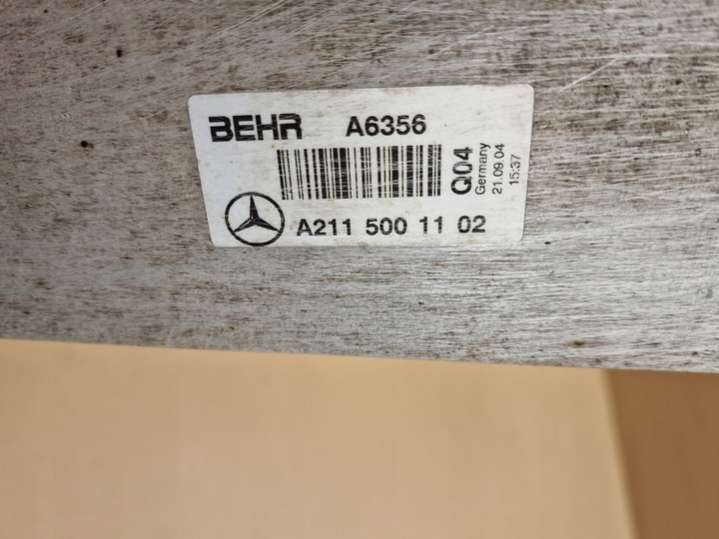 BEHR A6356
Q04
Germany
21.09.04
15:37
A211 500 11 02